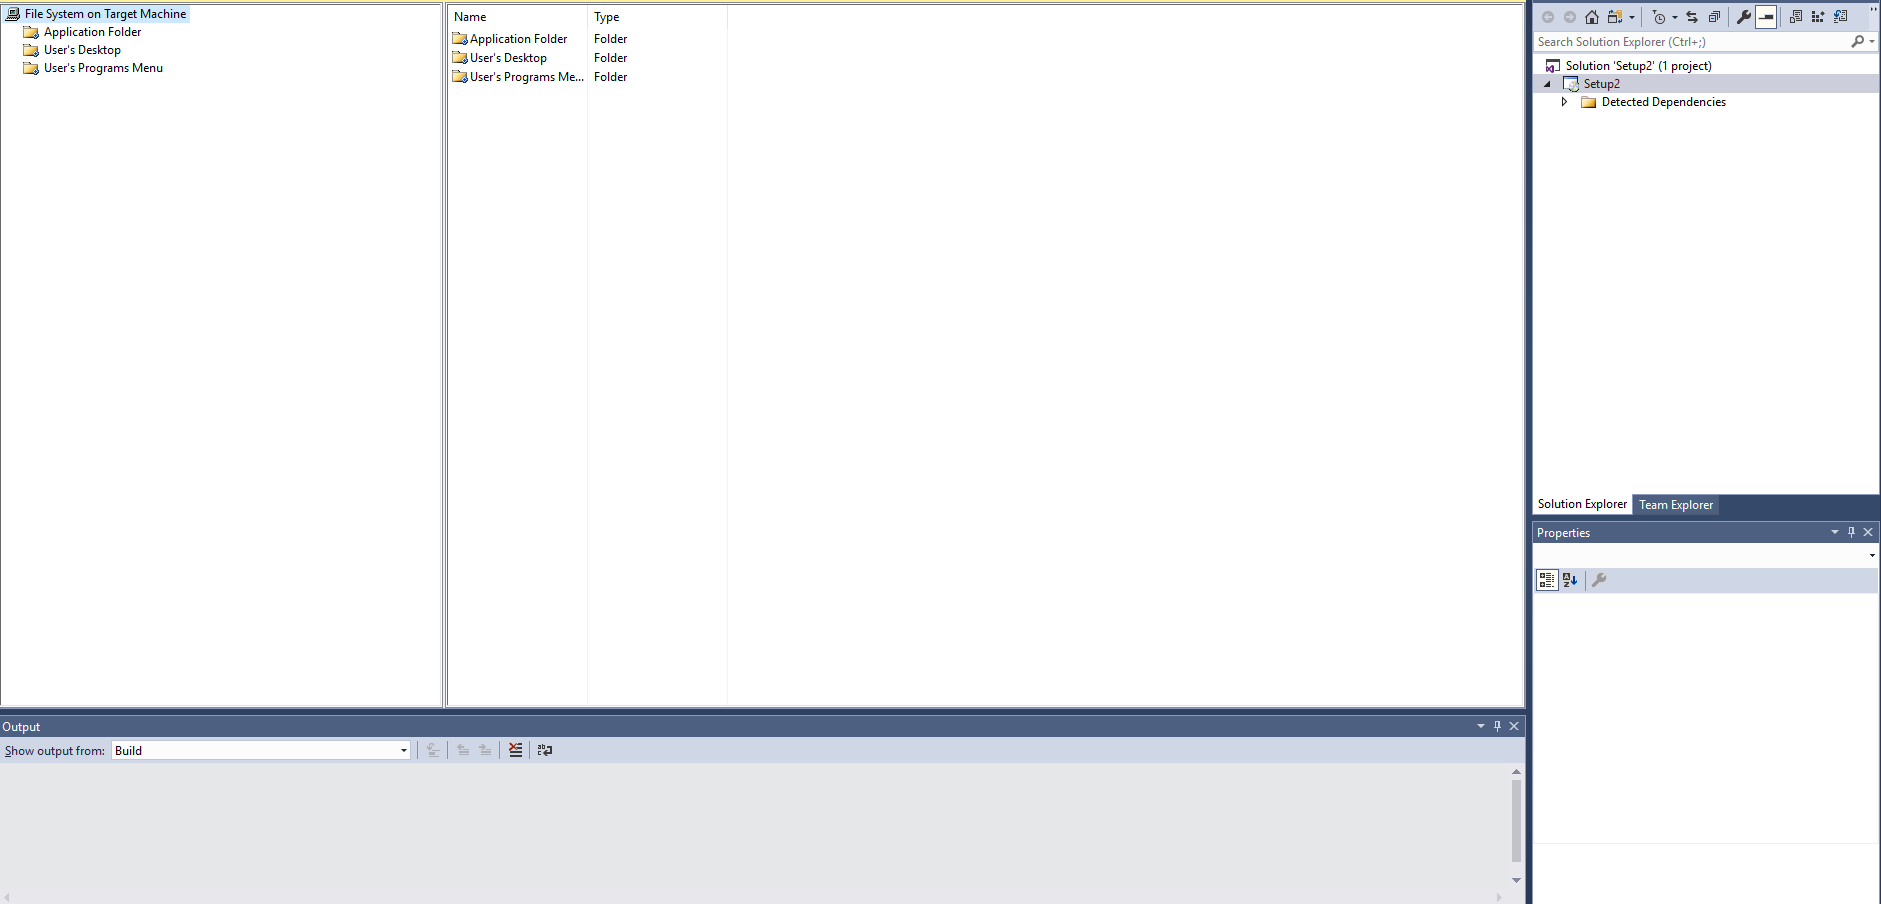 File System on Target Machine
Application Folder
User's Desktop
User's Programs Menu
Name Type
Application Folder Folder
User's Desktop Folder
User's Programs Me... Folder
Search Solution Explorer (Ctrl+;)
Solution 'Setup2' (1 project)
Setup2
Detected Dependencies
Solution Explorer Team Explorer
Properties
Output
Show output from: Build